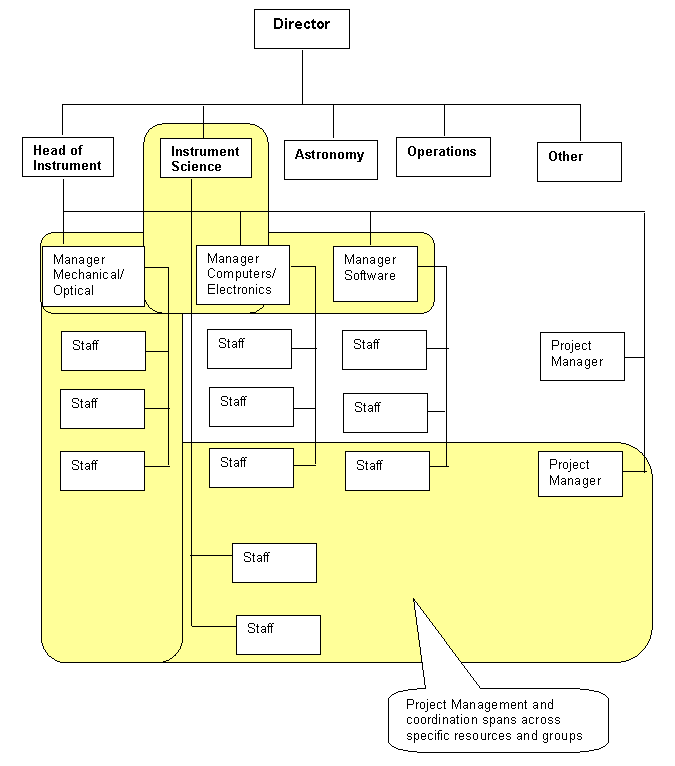 Director
Head of
Instrument
Instrument
Science
Astronomy
Operations
Other
Manager
Mechanical/
Optical
Manager
Computers/
Electronics
Manager
Software
Staff
Staff
Staff
Project
Manager
Staff
Staff
Staff
Staff
Staff
Staff
Project
Manager
Staff
Staff
Project Management and
coordination spans across
specific resources and groups